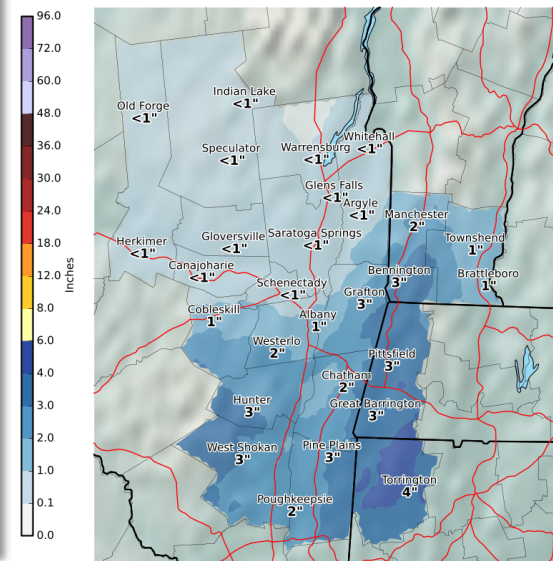 96.0
72.0
60.0
48.0
36.0
30.0
24.0
18.0
12.0
8.0
6.0
4.0
3.0
2.0
1.0
0.1
0.0
Inches
Indian Lake
<1"
Old Forge
<1"
Whitehall
<1"
Speculator
<1"
Warrensburg
<1"
Glens Falls
<1"
Argyle
<1"
Manchester
2"
Herkimer
<1"
Gloversville
<1"
Saratoga Springs
<1"
Townshend
1"
Canajoharie
<1"
Bennington
3"
Brattleboro
1"
Schenectady
<1"
Grafton
3"
Cobleskill
1"
Albany
1"
Westerlo
2"
Pittsfield
3"
Chatham
2"
Hunter
3"
Great Barrington
3"
West Shokan
3"
Pine Plains
3"
Torrington
4"
Poughkeepsie
2"